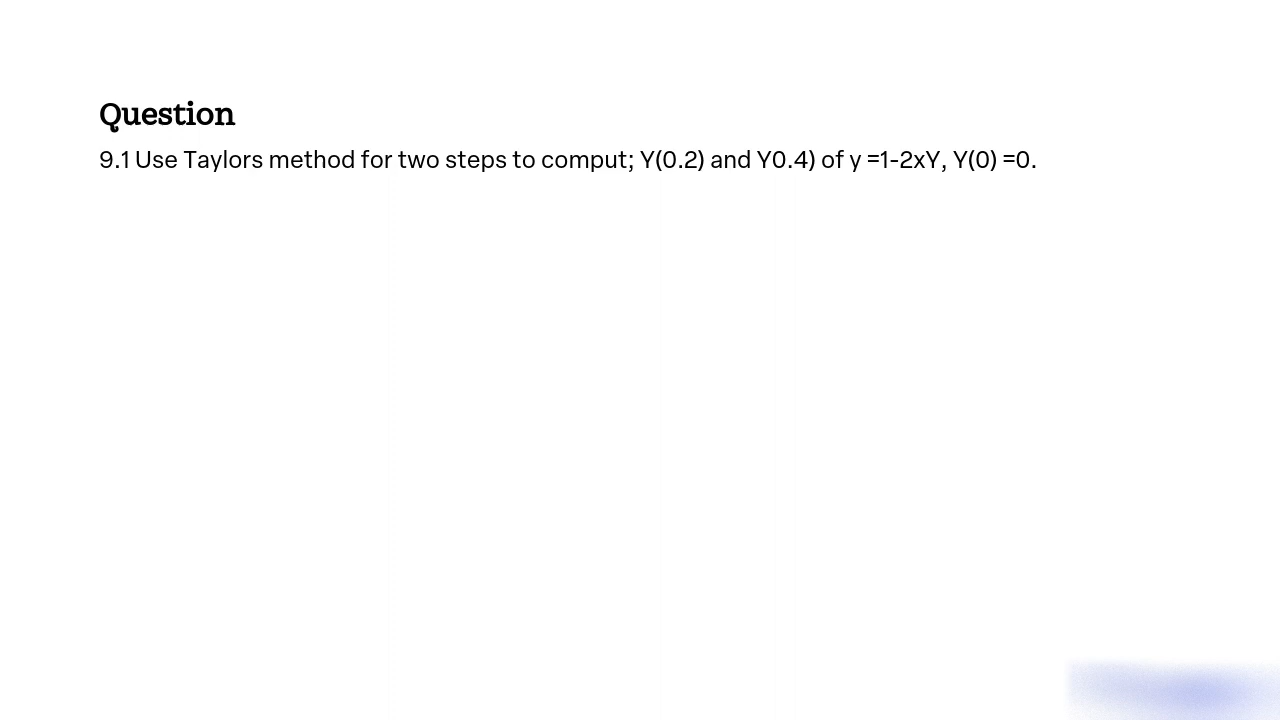 Question
9.1 Use Taylors method for two steps to comput; Y(0.2) and Y0.4) of y =1-2xY, Y(0) =0.